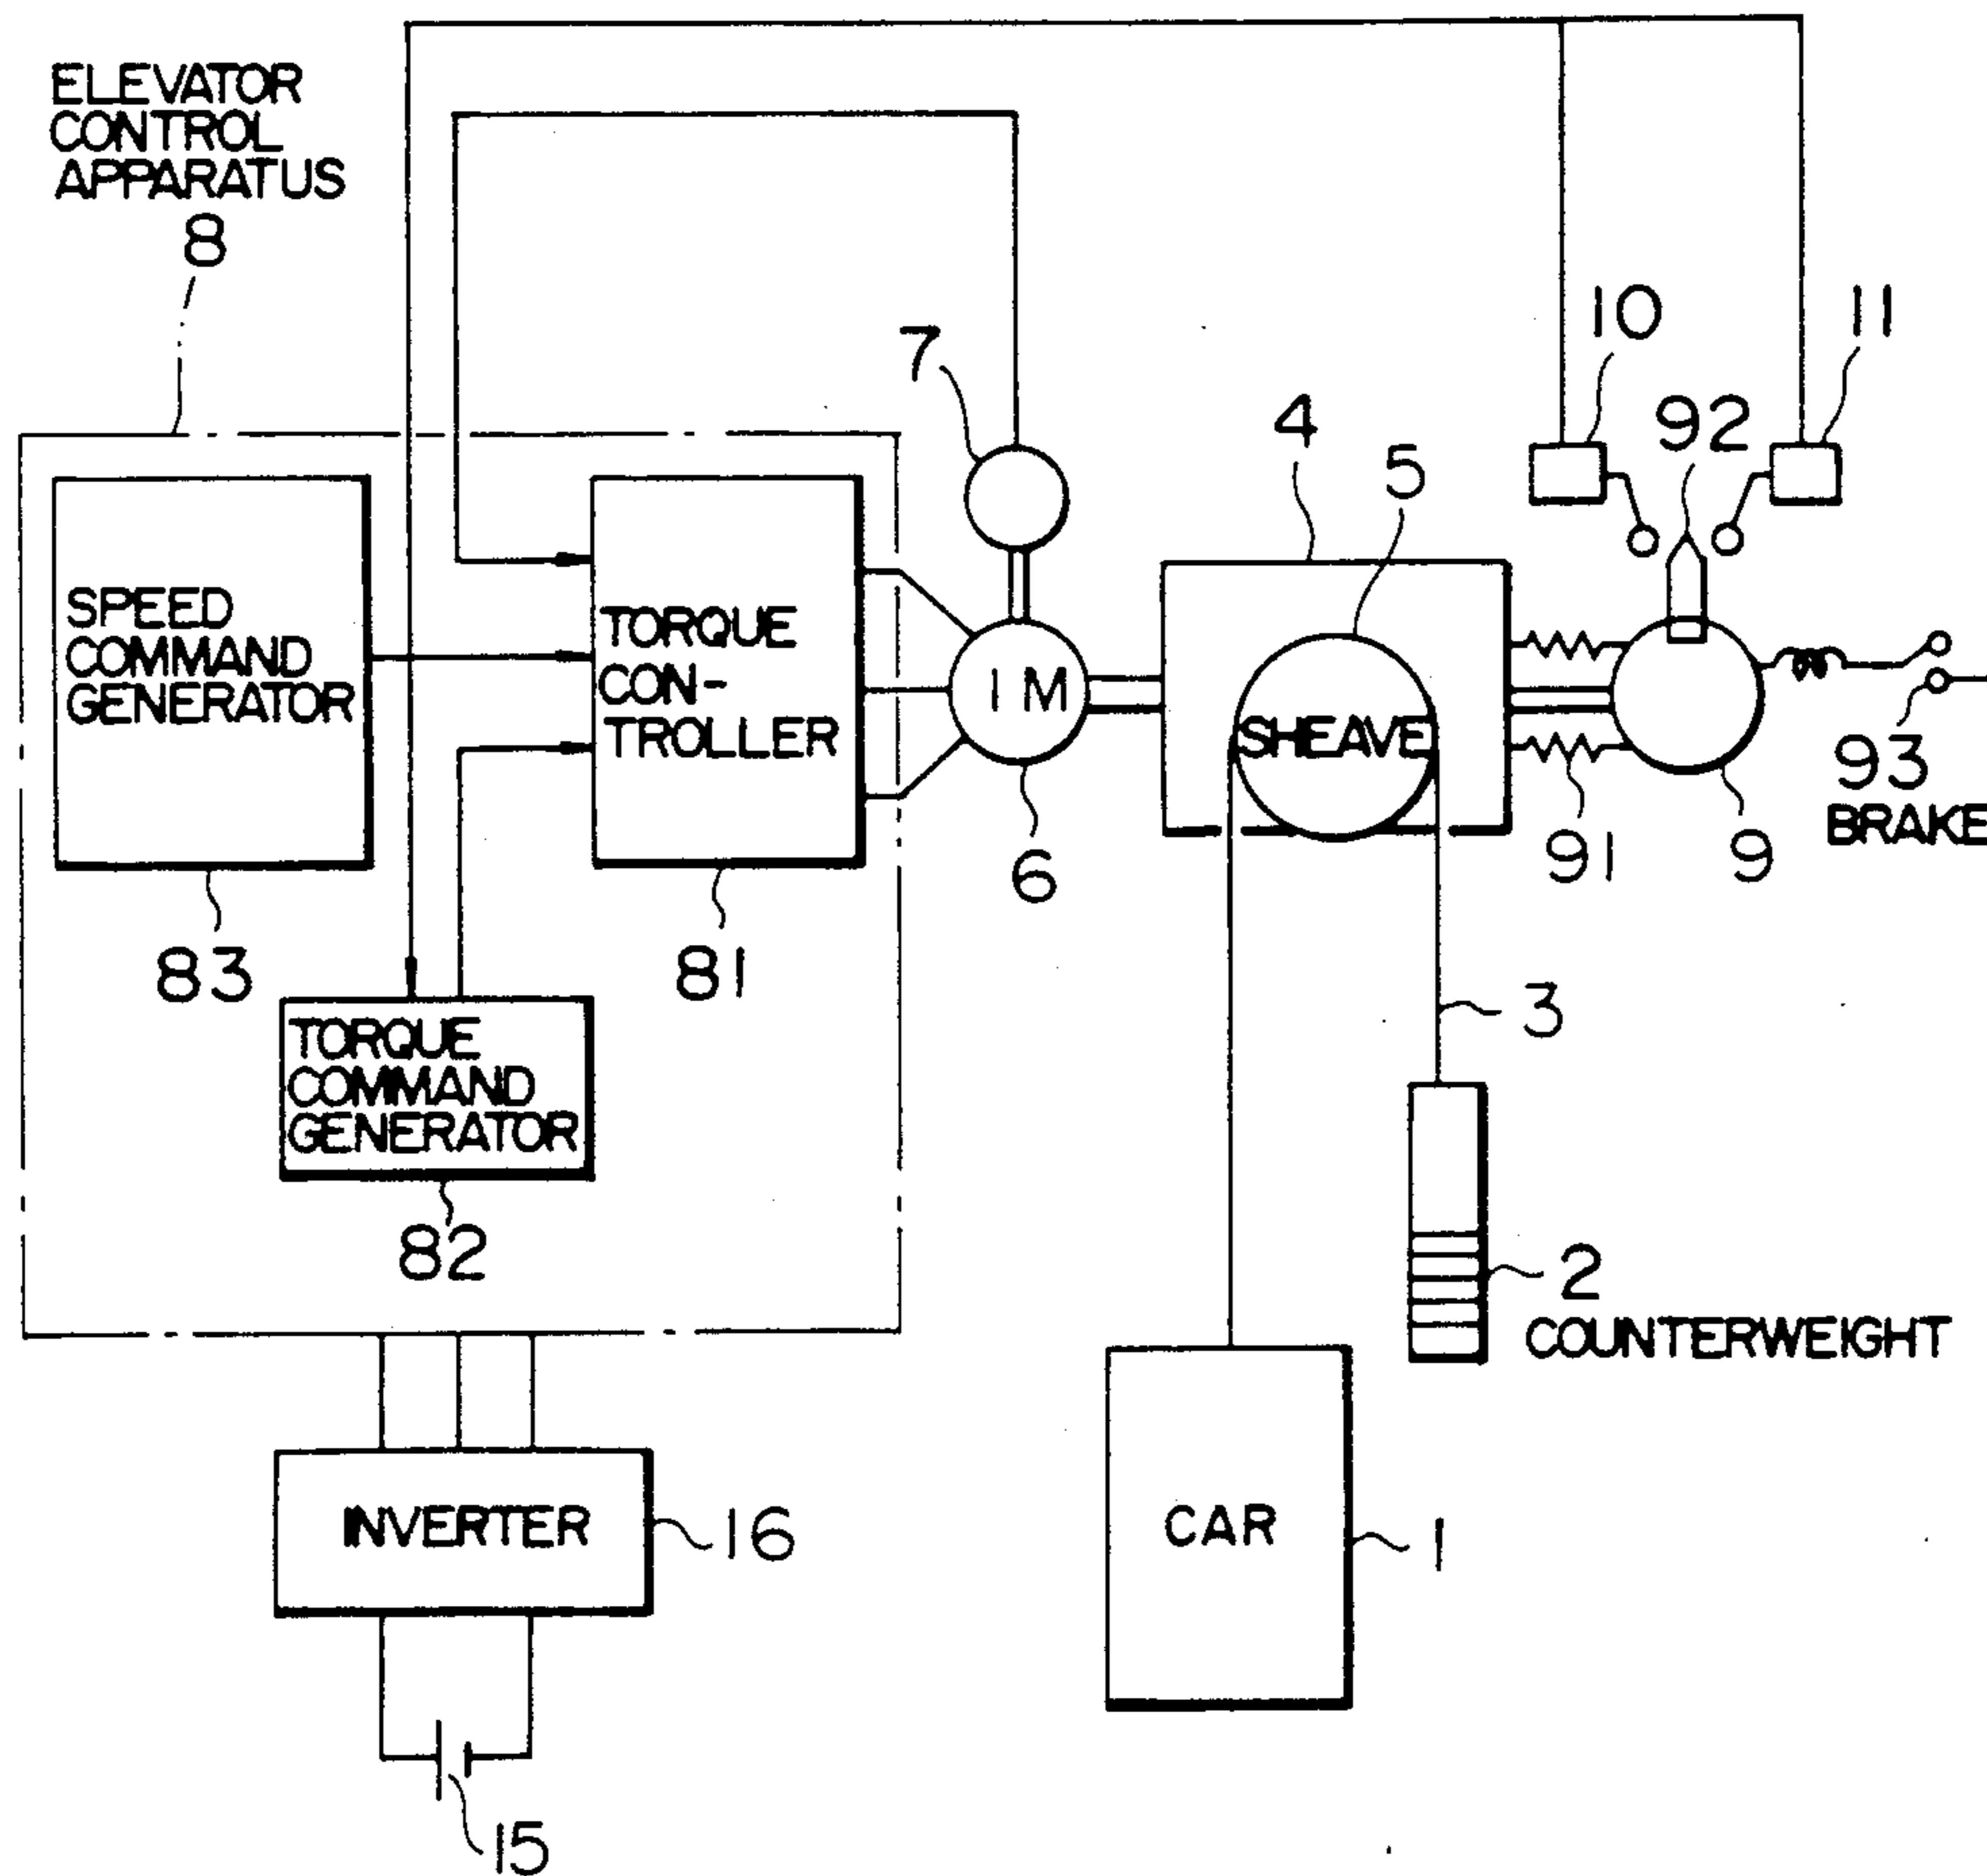 ELEVATOR
CONTROL
APPARATUS
8
7
10
11
4
5
92
SPEED
COMMAND
GENERATOR
TORQUE
CON-
TROLLER
IM
SHEAVE
93
BRAKE
91
9
6
83
81
3
TORQUE
COMMAND
GENERATOR
82
2
COUNTERWEIGHT
INVERTER
16
CAR
1
15